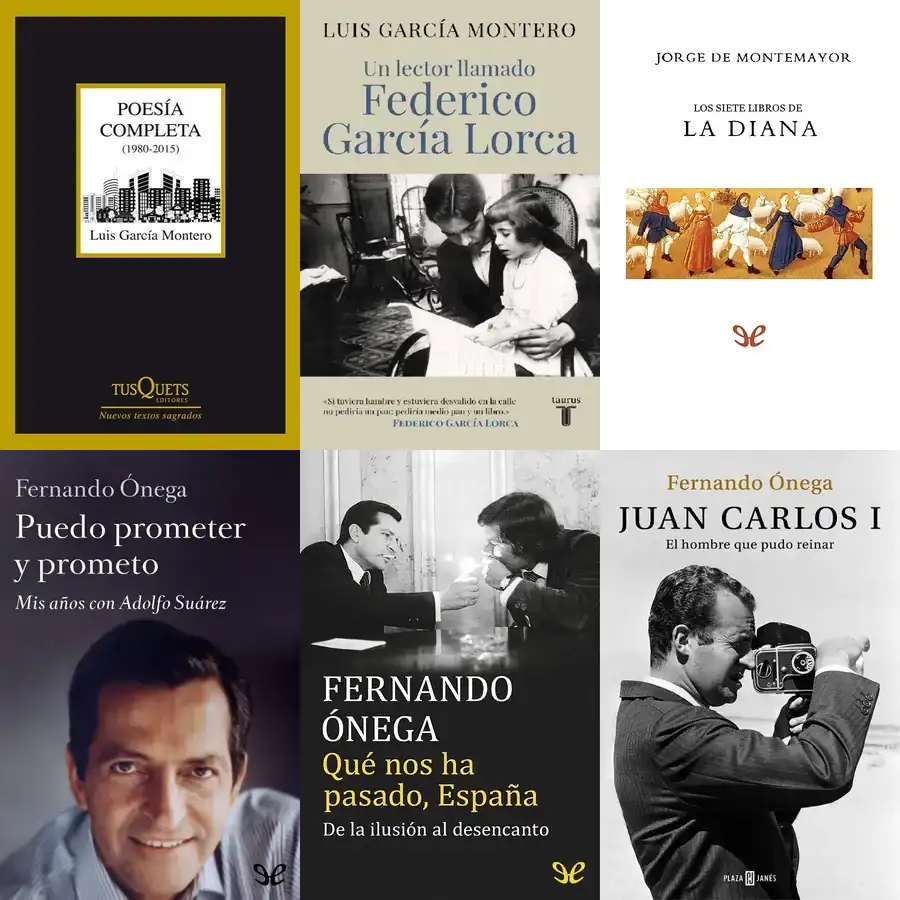 POESÍA
COMPLETA
(1980-2015)
Luis García Montero
TUSQUETS
EDITORES
Nuevos textos sagrados
LUIS GARCÍA MONTERO
Un lector llamado
Federico
García Lorca
«Si tuviera hambre y estuviera desvalido en la calle
no pediría un pan; pediría medio pan y un libro.»
FEDERICO GARCÍA LORCA
taurus
JORGE DE MONTEMAYOR
LOS SIETE LIBROS DE
LA DIANA
Fernando Ónega
Puedo prometer
y prometo
Mis años con Adolfo Suárez
FERNANDO
ÓNEGA
Qué nos ha
pasado, España
De la ilusión al desencanto
Fernando Ónega
JUAN CARLOS I
El hombre que pudo reinar
PLAZA JANÉS